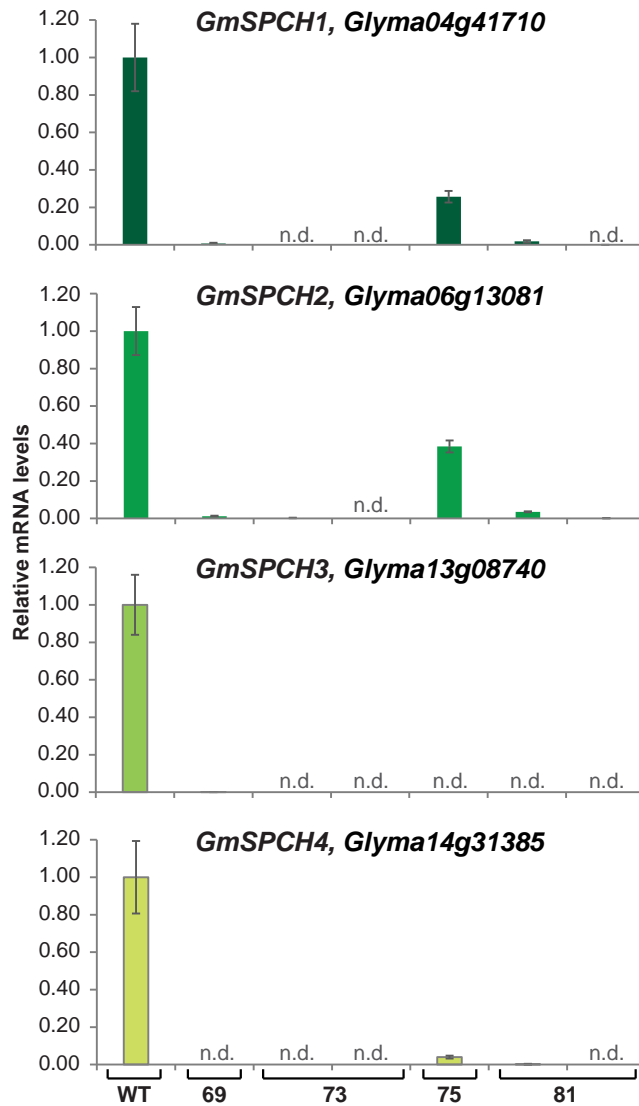 GmSPCH1, Glyma04g41710
1.20
1.00
0.80
0.60
0.40
0.20
0.00
n.d. n.d. n.d.
GmSPCH2, Glyma06g13081
1.20
1.00
0.80
0.60
0.40
0.20
0.00
n.d.
Relative mRNA levels
GmSPCH3, Glyma13g08740
1.20
1.00
0.80
0.60
0.40
0.20
0.00
n.d. n.d. n.d. n.d. n.d.
GmSPCH4, Glyma14g31385
1.20
1.00
0.80
0.60
0.40
0.20
0.00
n.d. n.d. n.d. n.d.
WT 69 73 75 81